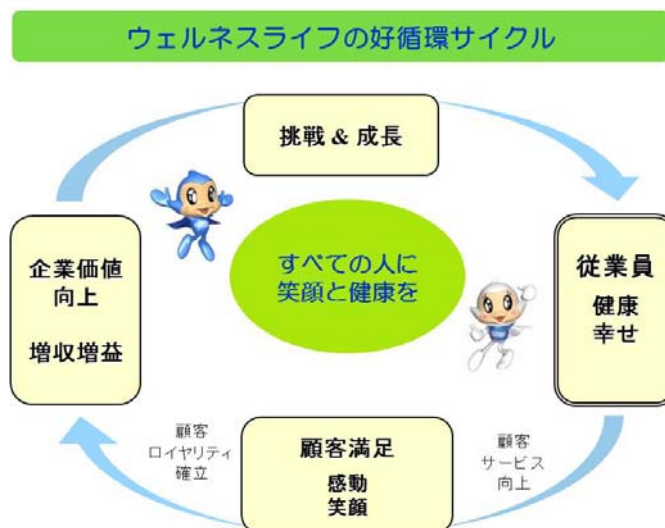 ウェルネスライフの好循環サイクル
挑戦 & 成長
すべての人に
笑顔と健康を
従業員
健康
幸せ
顧客
サービス
向上
顧客満足
感動
笑顔
顧客
ロイヤリティ
確立
企業価値
向上
増収増益